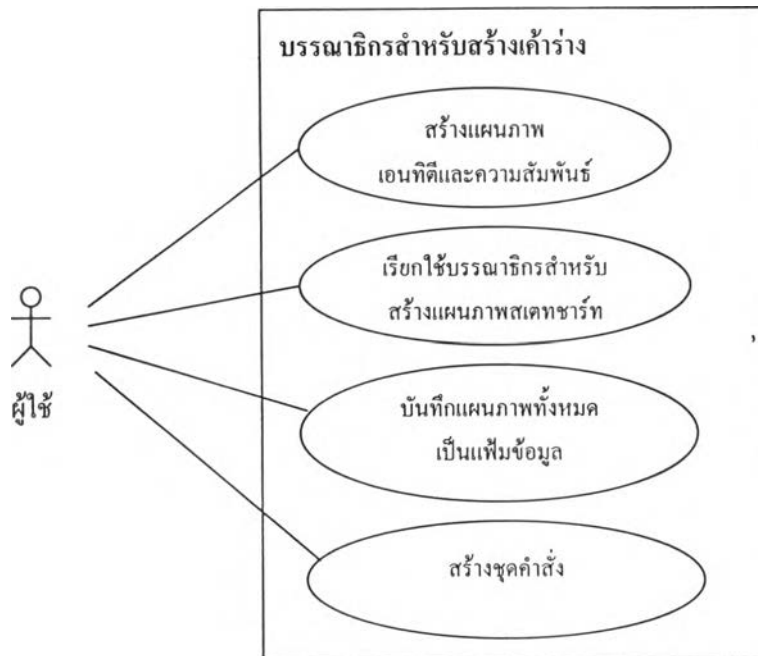 บรรณาธิกรสำหรับสร้างเค้าร่าง
สร้างแผนภาพ
เอนทิตีและความสัมพันธ์
เรียกใช้บรรณาธิกรสำหรับ
สร้างแผนภาพสเตทชาร์ท
ผู้ใช้
บันทึกแผนภาพทั้งหมด
เป็นแฟ้มข้อมูล
สร้างชุดคำสั่ง